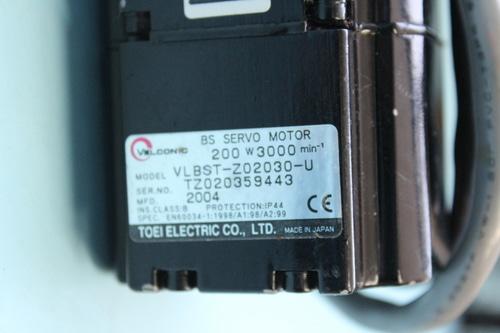 VELCONIC
BS SERVO MOTOR
200 W 3000 min-1
MODEL VLBST-Z02030-U
SER.NO. TZ020359443
MFD. 2004
INS.CLASS:B PROTECTION:IP44
SPEC. EN60034-1:1998/A1:98/A2:99
CE
TOEI ELECTRIC CO., LTD. MADE IN JAPAN